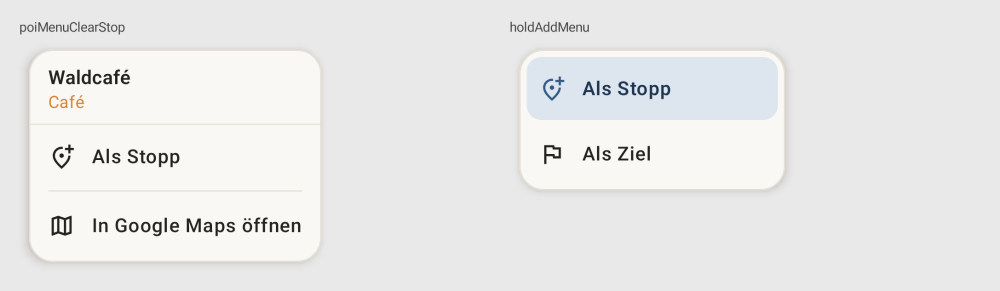 poiMenuClearStop
Waldcafé
Café
Als Stopp
In Google Maps öffnen
holdAddMenu
Als Stopp
Als Ziel